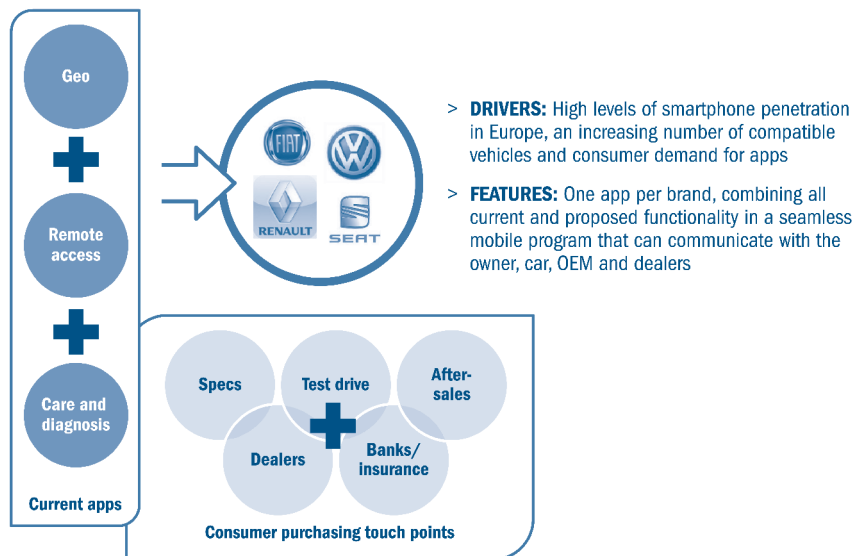 Geo
Remote
access
Care and
diagnosis
Current apps
FIAT
RENAULT
SEAT
> DRIVERS: High levels of smartphone penetration
in Europe, an increasing number of compatible
vehicles and consumer demand for apps
> FEATURES: One app per brand, combining all
current and proposed functionality in a seamless
mobile program that can communicate with the
owner, car, OEM and dealers
Specs
Test drive
After-
sales
Dealers
Banks/
insurance
Consumer purchasing touch points